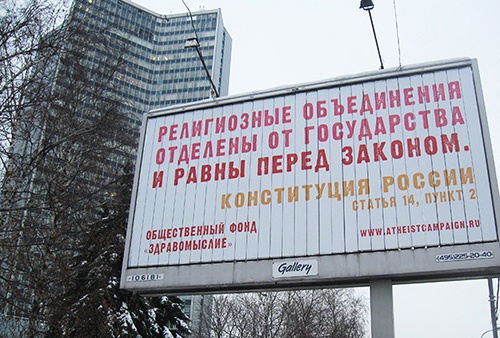 РЕЛИГИОЗНЫЕ ОБЪЕДИНЕНИЯ
ОТДЕЛЕНЫ ОТ ГОСУДАРСТВА
И РАВНЫ ПЕРЕД ЗАКОНОМ.
КОНСТИТУЦИЯ РОССИИ
СТАТЬЯ 14, ПУНКТ 2
ОБЩЕСТВЕННЫЙ ФОНД
«ЗДРАВОМЫСЛИЕ»
WWW.ATHEISTCAMPAIGN.RU
106181
Gallery
(495)225-20-40